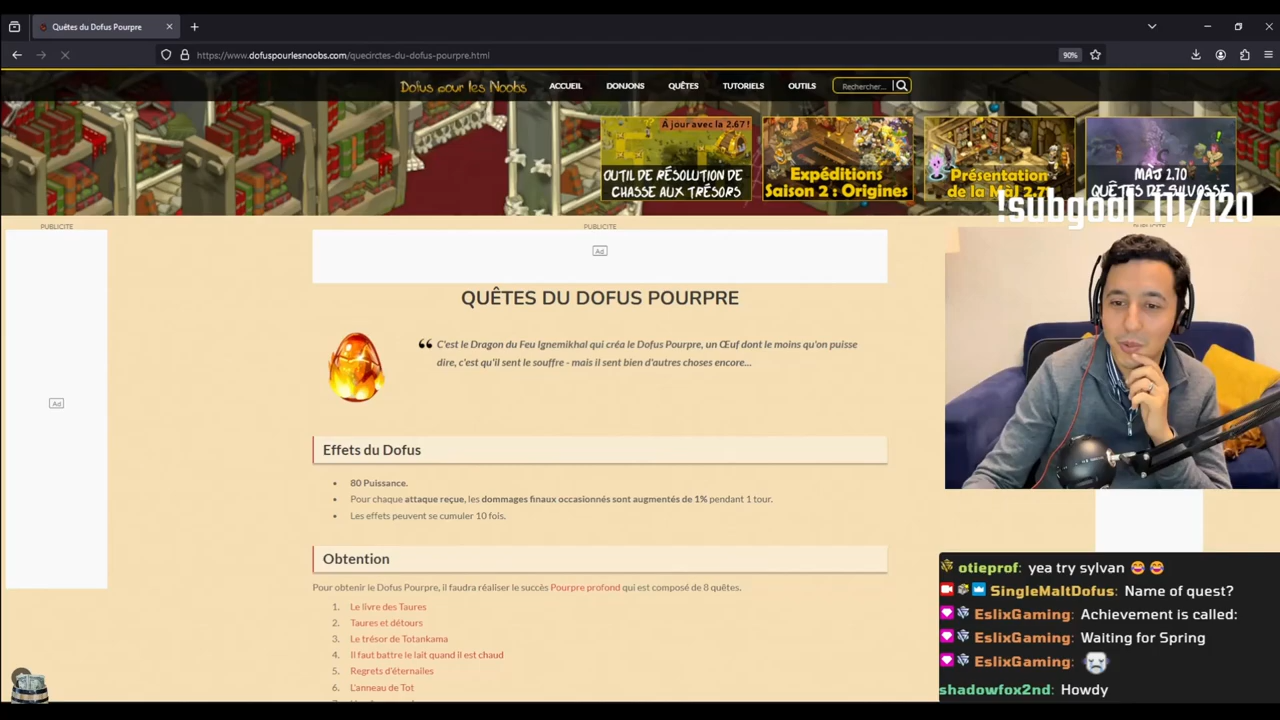 Quêtes du Dofus Pourpre
https://www.dofuspourlesnoobs.com/quecirctes-du-dofus-pourpre.html
90%
Dofus pour les Noobs
ACCUEIL
DONJONS
QUÊTES
TUTORIELS
OUTILS
Rechercher...
À jour avec la 2.67 !
OUTIL DE RÉSOLUTION DE
CHASSE AUX TRÉSORS
Expéditions
Saison 2 : Origines
Présentation
de la MàJ 2.7
MAJ 2.70
QUÊTES DE SILVOSSE
!subgoal 111/120
PUBLICITE
PUBLICITE
Ad
Ad
QUÊTES DU DOFUS POURPRE
C'est le Dragon du Feu Ignemikhal qui créa le Dofus Pourpre, un Œuf dont le moins qu'on puisse
dire, c'est qu'il sent le souffre - mais il sent bien d'autres choses encore...
Effets du Dofus
80 Puissance.
Pour chaque attaque reçue, les dommages finaux occasionnés sont augmentés de 1% pendant 1 tour.
Les effets peuvent se cumuler 10 fois.
Obtention
Pour obtenir le Dofus Pourpre, il faudra réaliser le succès Pourpre profond qui est composé de 8 quêtes.
1. Le livre des Taures
2. Taures et détours
3. Le trésor de Totankama
4. Il faut battre le lait quand il est chaud
5. Regrets d'éternailes
6. L'anneau de Tot
otieprof: yea try sylvan
SingleMaltDofus: Name of quest?
EslixGaming: Achievement is called:
EslixGaming: Waiting for Spring
EslixGaming:
shadowfox2nd: Howdy